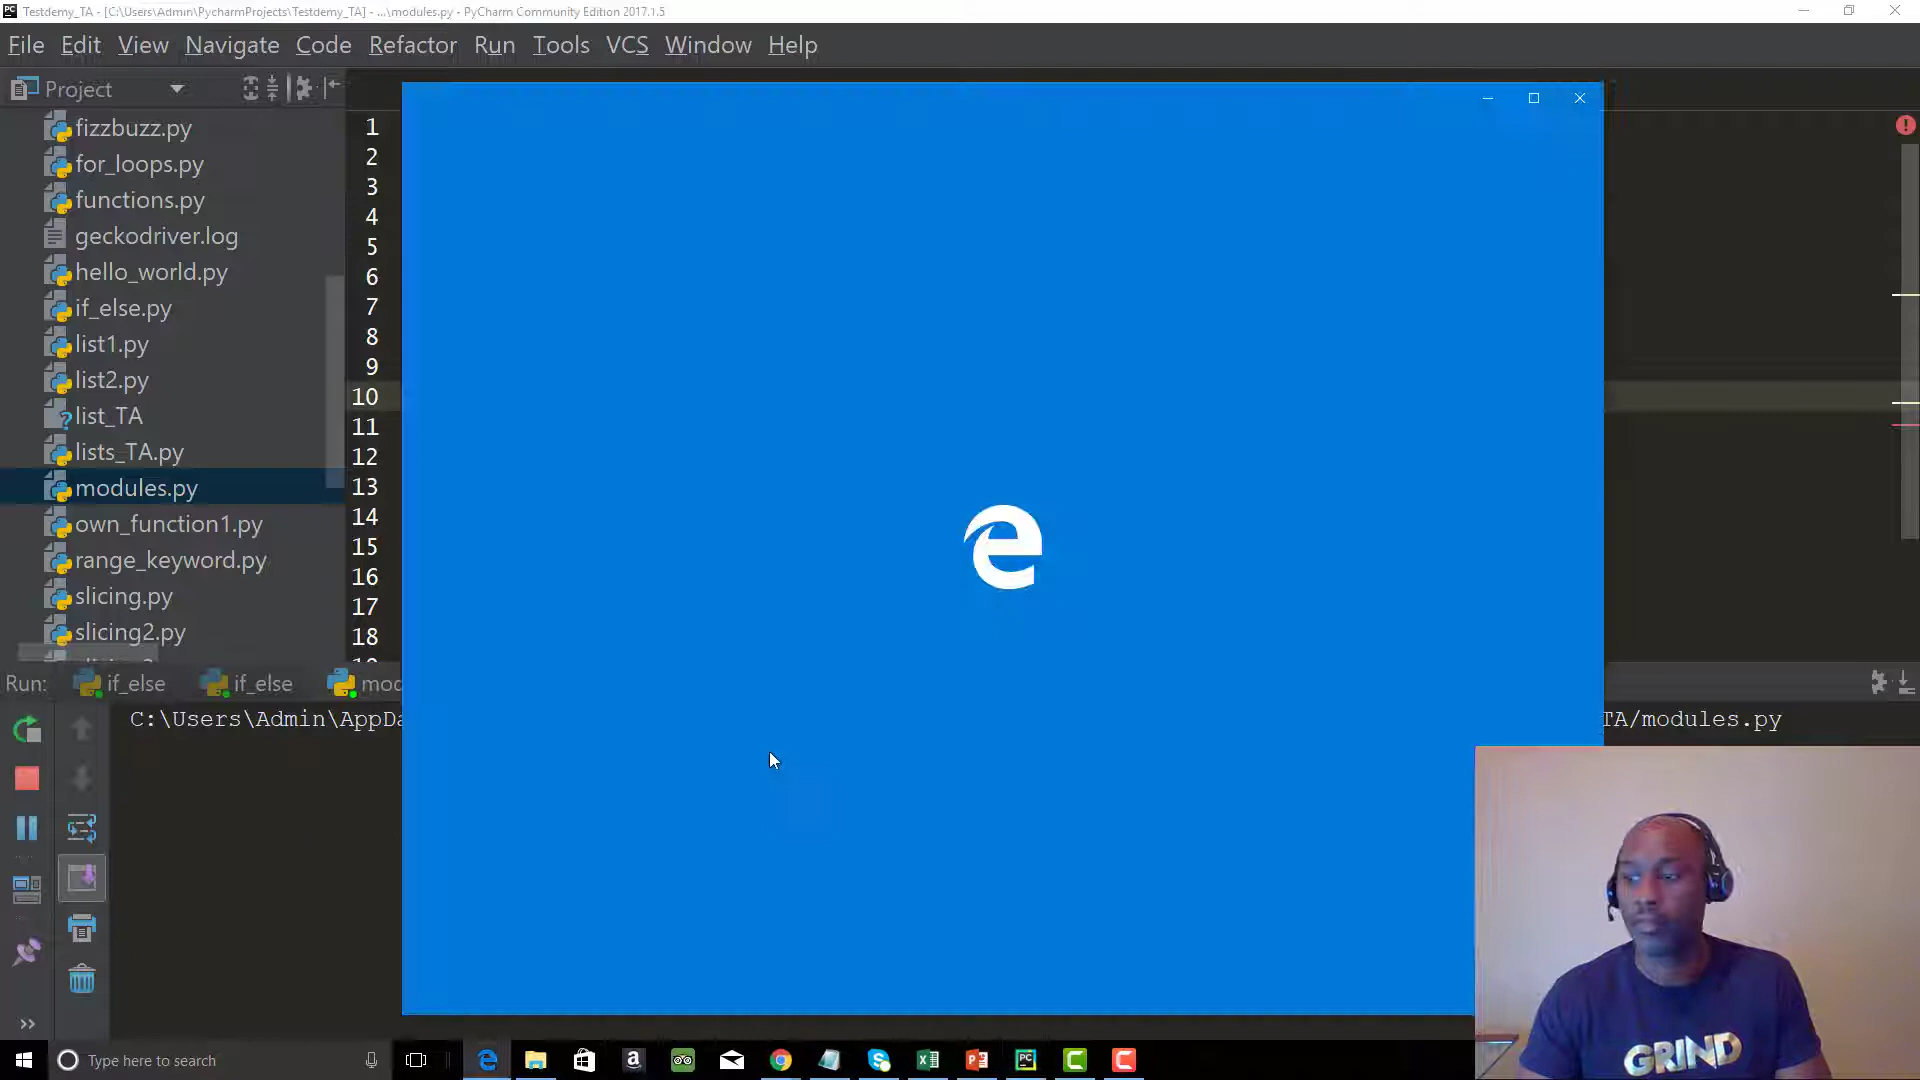 Testdemy_TA - [C:\Users\Admin\PycharmProjects\Testdemy_TA] - ...\modules.py - PyCharm Community Edition 2017.1.5
File Edit View Navigate Code Refactor Run Tools VCS Window Help
Project
fizzbuzz.py
for_loops.py
functions.py
geckodriver.log
hello_world.py
if_else.py
list1.py
list2.py
list_TA
lists_TA.py
modules.py
own_function1.py
range_keyword.py
slicing.py
slicing2.py
1
2
3
4
5
6
7
8
9
10
11
12
13
14
15
16
17
18
Run: if_else if_else mod
C:\Users\Admin\AppDa TA/modules.py
GRIND
Type here to search